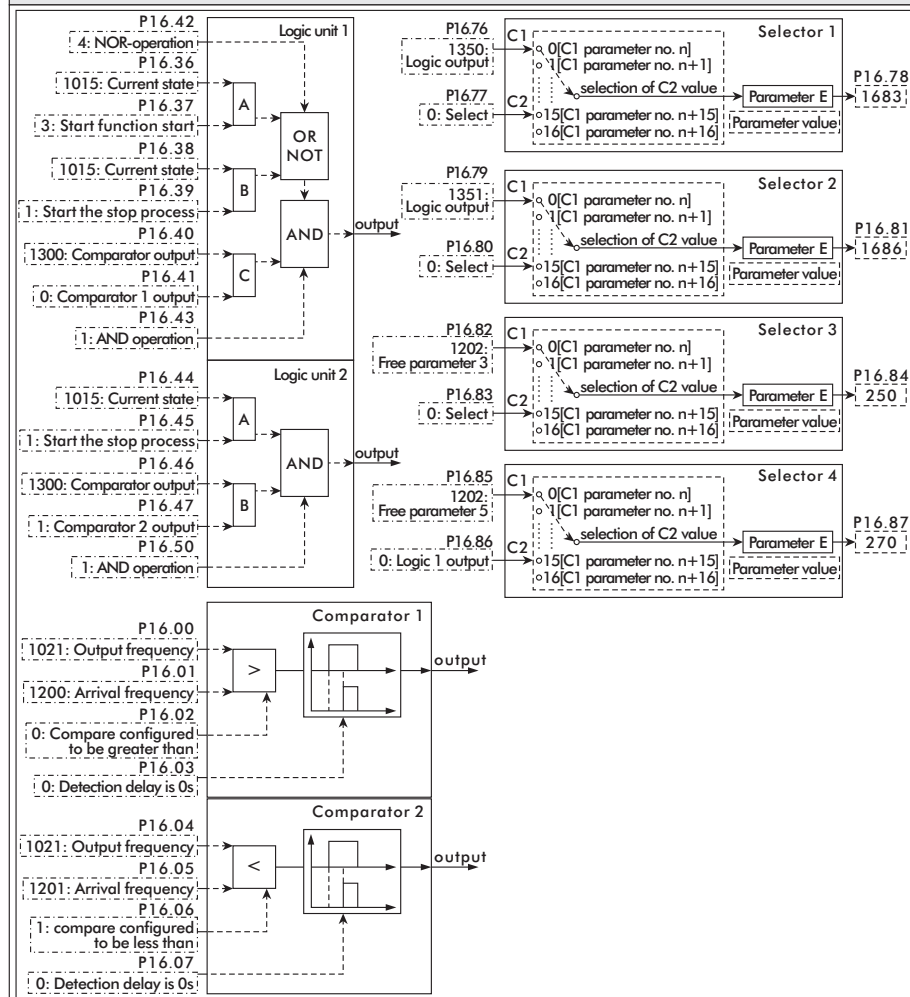 P16.42
4: NOR-operation
P16.36
1015: Current state
P16.37
3: Start function start
P16.38
1015: Current state
P16.39
1: Start the stop process
P16.40
1300: Comparator output
P16.41
0: Comparator 1 output
P16.43
1: AND operation
Logic unit 1
A
B
C
OR
NOT
AND
output
P16.44
1015: Current state
P16.45
1: Start the stop process
P16.46
1300: Comparator output
P16.47
1: Comparator 2 output
P16.50
1: AND operation
Logic unit 2
A
B
AND
output
P16.76
1350:
Logic output
P16.77
0: Select
C1
C2
Selector 1
0[C1 parameter no. n]
1[C1 parameter no. n+1]
selection of C2 value
15[C1 parameter no. n+15]
16[C1 parameter no. n+16]
Parameter E
Parameter value
P16.78
1683
P16.79
1351:
Logic output
P16.80
0: Select
C1
C2
Selector 2
0[C1 parameter no. n]
1[C1 parameter no. n+1]
selection of C2 value
15[C1 parameter no. n+15]
16[C1 parameter no. n+16]
Parameter E
Parameter value
P16.81
1686
P16.82
1202:
Free parameter 3
P16.83
0: Select
C1
C2
Selector 3
0[C1 parameter no. n]
1[C1 parameter no. n+1]
selection of C2 value
15[C1 parameter no. n+15]
16[C1 parameter no. n+16]
Parameter E
Parameter value
P16.84
250
P16.85
1202:
Free parameter 5
P16.86
0: Logic 1 output
C1
C2
Selector 4
0[C1 parameter no. n]
1[C1 parameter no. n+1]
selection of C2 value
15[C1 parameter no. n+15]
16[C1 parameter no. n+16]
Parameter E
Parameter value
P16.87
270
P16.00
1021: Output frequency
P16.01
1200: Arrival frequency
P16.02
0: Compare configured
to be greater than
P16.03
0: Detection delay is 0s
Comparator 1
>
output
P16.04
1021: Output frequency
P16.05
1201: Arrival frequency
P16.06
1: compare configured
to be less than
P16.07
0: Detection delay is 0s
Comparator 2
<
output